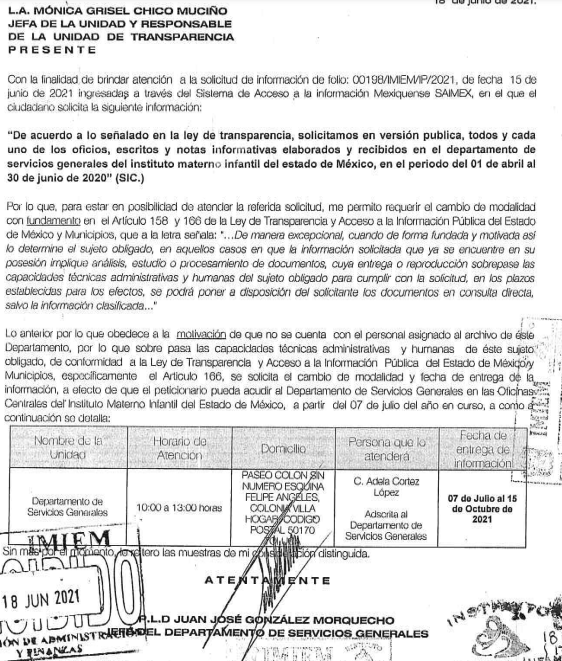 18 de junio de 2021.
L.A. MÓNICA GRISEL CHICO MUCIÑO
JEFA DE LA UNIDAD Y RESPONSABLE
DE LA UNIDAD DE TRANSPARENCIA
P R E S E N T E
Con la finalidad de brindar atención a la solicitud de información de folio: 00198/IMIEM/IP/2021, de fecha 15 de
junio de 2021 ingresadas a través del Sistema de Acceso a la información Mexiquense SAIMEX, en el que el
ciudadano solicita la siguiente información:
"De acuerdo a lo señalado en la ley de transparencia, solicitamos en versión publica, todos y cada
uno de los oficios, escritos y notas informativas elaborados y recibidos en el departamento de
servicios generales del instituto materno infantil del estado de México, en el periodo del 01 de abril al
30 de junio de 2020" (SIC.)
Por lo que, para estar en posibilidad de atender la referida solicitud, me permito requerir el cambio de modalidad
con fundamento en el Artículo 158 y 166 de la Ley de Transparencia y Acceso a la Información Pública del Estado
de México y Municipios, que a la letra señala: "...De manera excepcional, cuando de forma fundada y motivada así
lo determine el sujeto obligado, en aquellos casos en que la información solicitada que ya se encuentre en su
posesión implique análisis, estudio o procesamiento de documentos, cuya entrega o reproducción sobrepase las
capacidades técnicas administrativas y humanas del sujeto obligado para cumplir con la solicitud, en los plazos
establecidas para los efectos, se podrá poner a disposición del solicitante los documentos en consulta directa,
salvo la información clasificada..."
Lo anterior por lo que obedece a la motivación de que no se cuenta con el personal asignado al archivo de éste
Departamento, por lo que sobre pasa las capacidades técnicas administrativas y humanas de éste sujeto
obligado, de conformidad a la Ley de Transparencia y Acceso a la Información Pública del Estado de México y
Municipios, específicamente el Articulo 166, se solicita el cambio de modalidad y fecha de entrega de la
información, a efecto de que el peticionario pueda acudir al Departamento de Servicios Generales en las Oficinas
Centrales del Instituto Materno Infantil del Estado de México, a partir del 07 de julio del año en curso, a como a
continuación se detalla:
Nombre de la Unidad
Horario de Atención
Domicilio
Persona que lo atenderá
Fecha de entrega de información
Departamento de Servicios Generales
10:00 a 13:00 horas
PASEO COLON SIN
NUMERO ESQUINA
FELIPE ANGELES,
COLONIA VILLA
HOGAR, CODIGO
POSTAL 50170
C. Adela Cortez
López
Adscrita al
Departamento de
Servicios Generales
07 de Julio al 15
de Octubre de
2021
Sin más por el momento, le reitero las muestras de mi consideración distinguida.
A T E N T A M E N T E
P.L.D JUAN JOSÉ GONZÁLEZ MORQUECHO
JEFE DEL DEPARTAMENTO DE SERVICIOS GENERALES
IMIEM
18 JUN 2021
Y FINANZAS
IMIEM
18